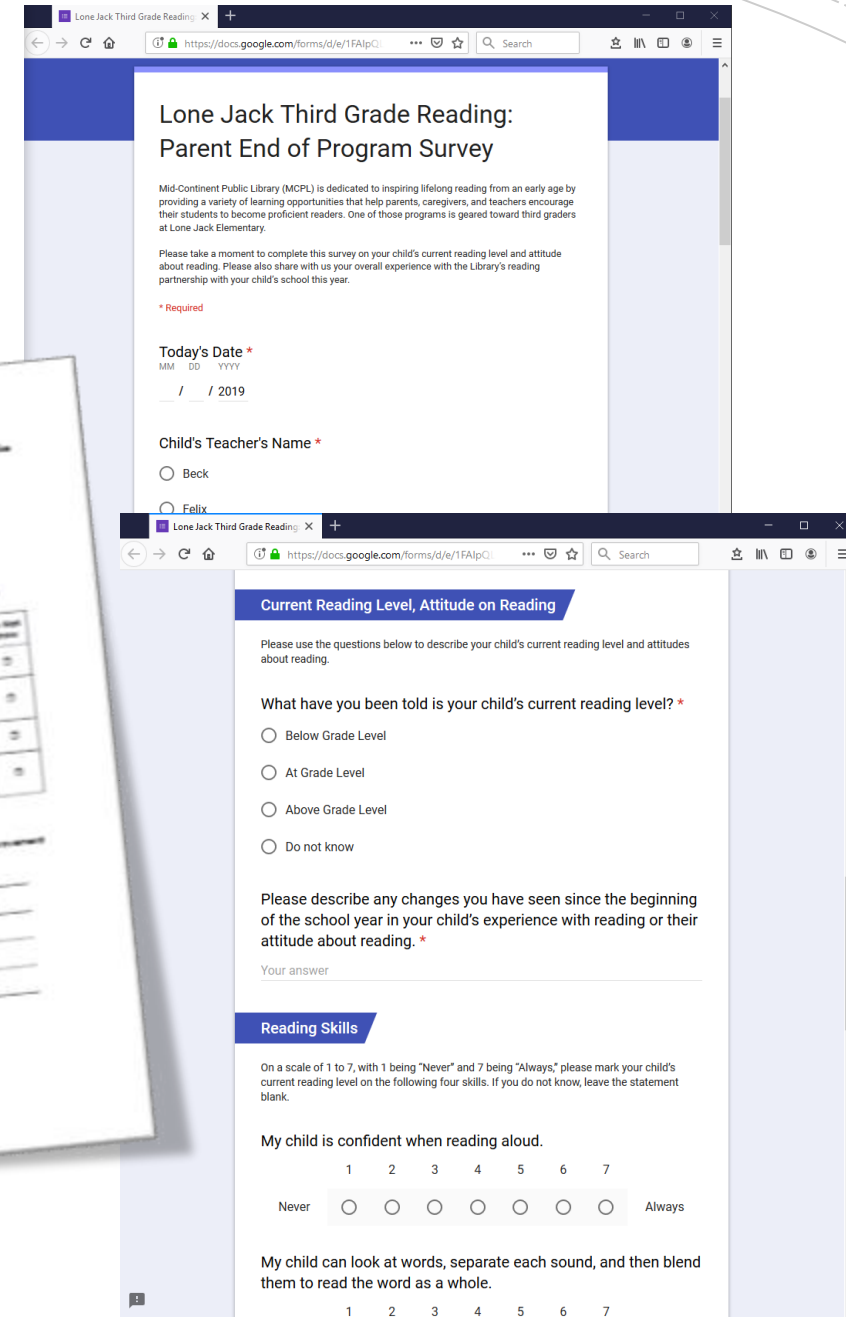 Lone Jack Third Grade Reading
https://docs.google.com/forms/d/e/1FAIpQ
Search
Lone Jack Third Grade Reading:
Parent End of Program Survey
Mid-Continent Public Library (MCPL) is dedicated to inspiring lifelong reading from an early age by
providing a variety of learning opportunities that help parents, caregivers, and teachers encourage
their students to become proficient readers. One of those programs is geared toward third graders
at Lone Jack Elementary.
Please take a moment to complete this survey on your child's current reading level and attitude
about reading. Please also share with us your overall experience with the Library's reading
partnership with your child's school this year.
* Required
Today's Date *
MM DD YYYY
/ / 2019
Child's Teacher's Name *
Beck
Felix
Lone Jack Third Grade Reading:
https://docs.google.com/forms/d/e/1FAIpQ
Search
Current Reading Level, Attitude on Reading
Please use the questions below to describe your child's current reading level and attitudes
about reading.
What have you been told is your child's current reading level? *
Below Grade Level
At Grade Level
Above Grade Level
Do not know
Please describe any changes you have seen since the beginning
of the school year in your child's experience with reading or their
attitude about reading. *
Your answer
Reading Skills
On a scale of 1 to 7, with 1 being “Never” and 7 being “Always,” please mark your child's
current reading level on the following four skills. If you do not know, leave the statement
blank.
My child is confident when reading aloud.
1 2 3 4 5 6 7
Never Always
My child can look at words, separate each sound, and then blend
them to read the word as a whole.
1 2 3 4 5 6 7